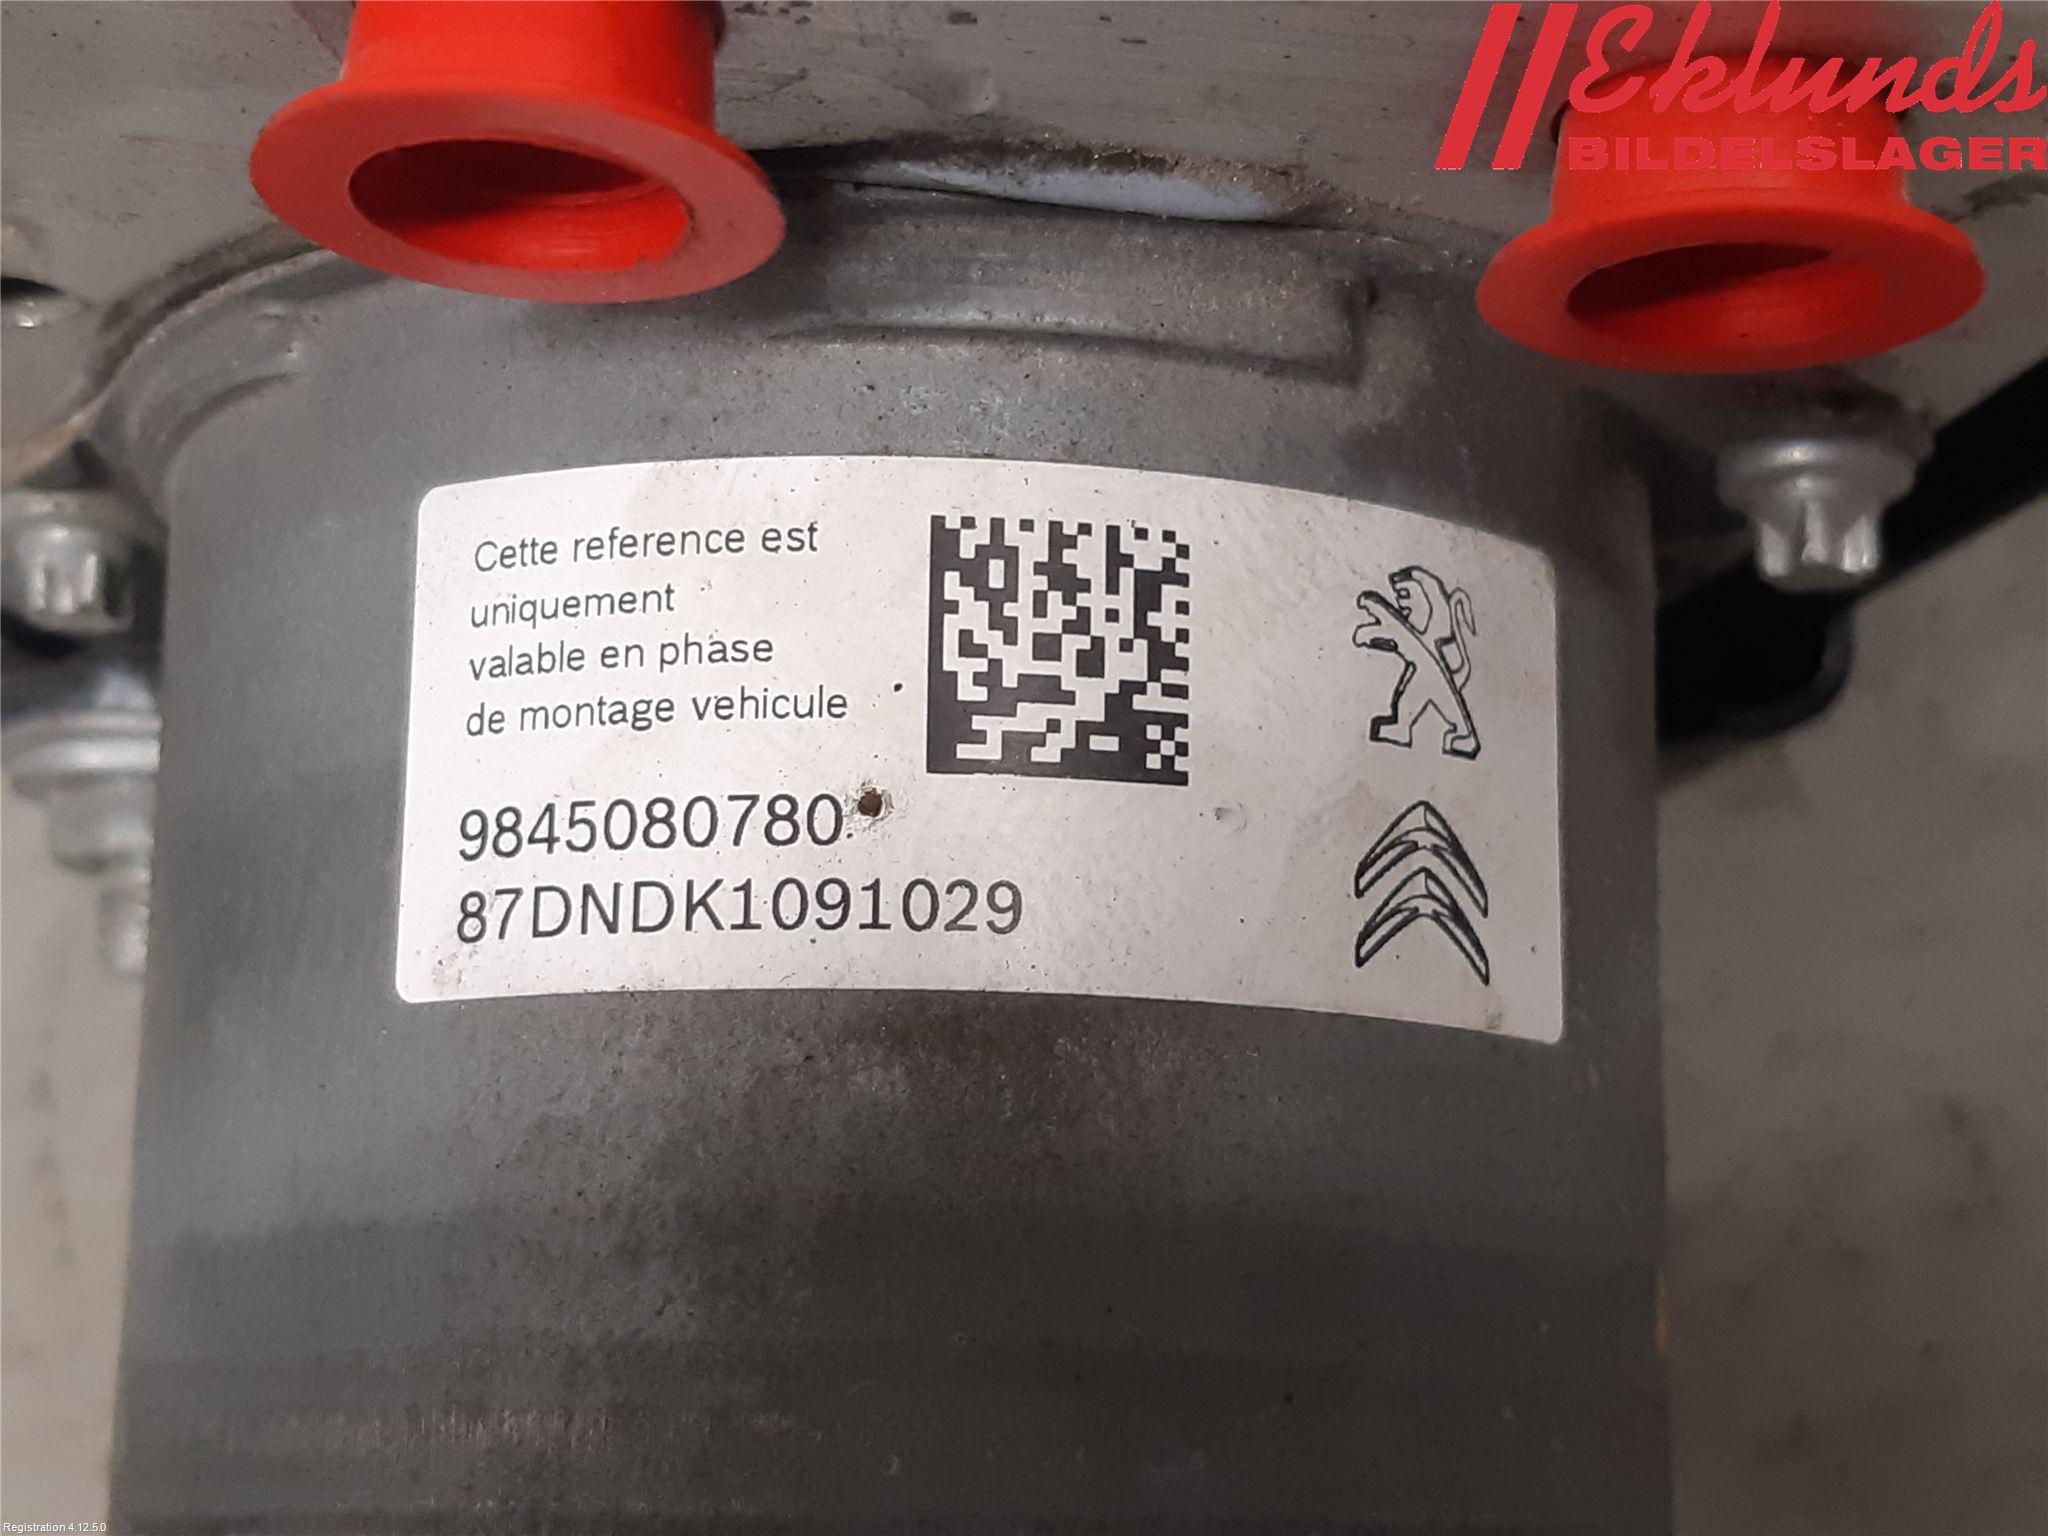 Eklunds
BILDELSLAGER
Cette reference est
uniquement
valable en phase
de montage vehicule
9845080780
87DNDK1091029
Registration 4.12.5.0